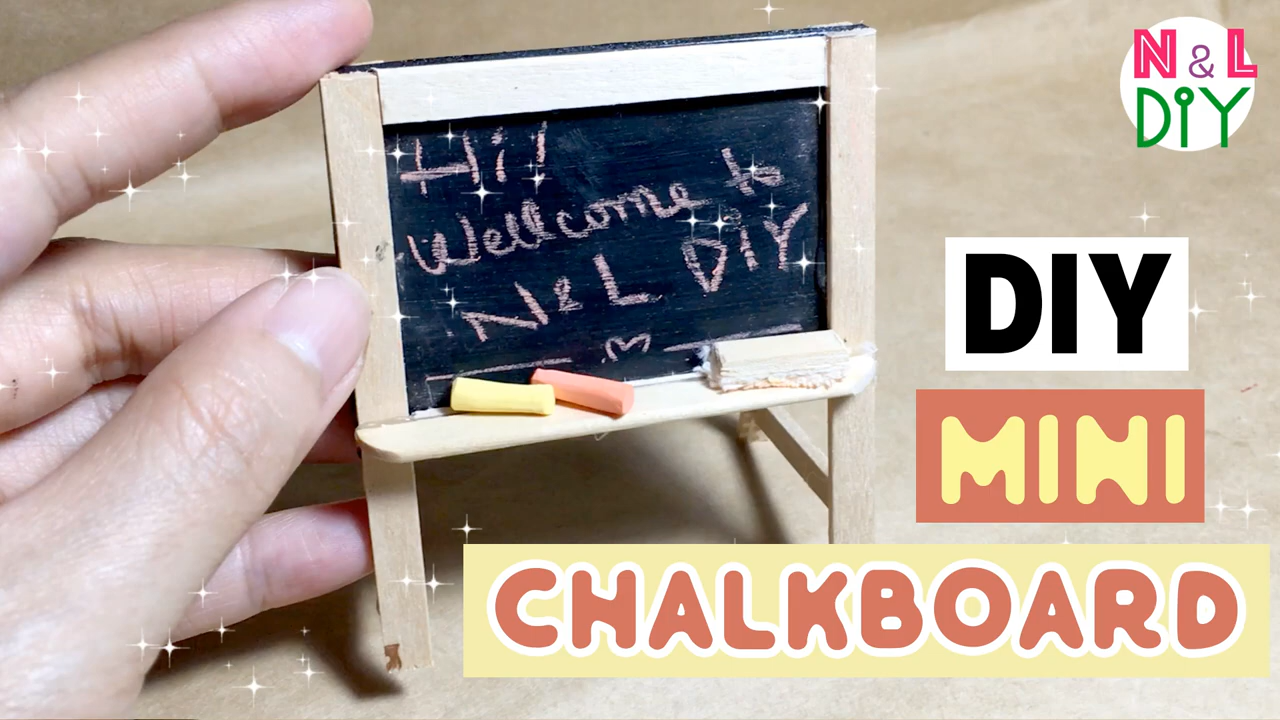 Hi!
Wellcome to
N&L DIY
N & L
DiY
DIY
MINI
CHALKBOARD